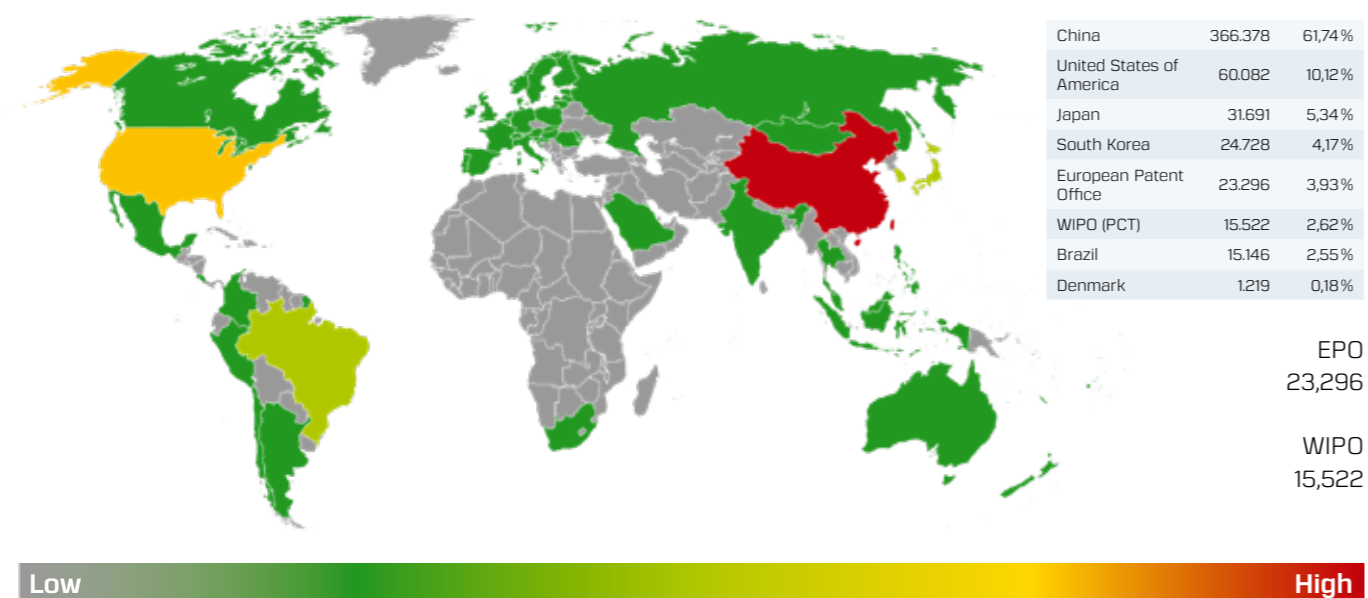 China 366.378 61,74%
United States of
America 60.082 10,12%
Japan 31.691 5,34%
South Korea 24.728 4,17%
European Patent
Office 23.296 3,93%
WIPO (PCT) 15.522 2,62%
Brazil 15.146 2,55%
Denmark 1.219 0,18%
EPO
23,296
WIPO
15,522
Low High